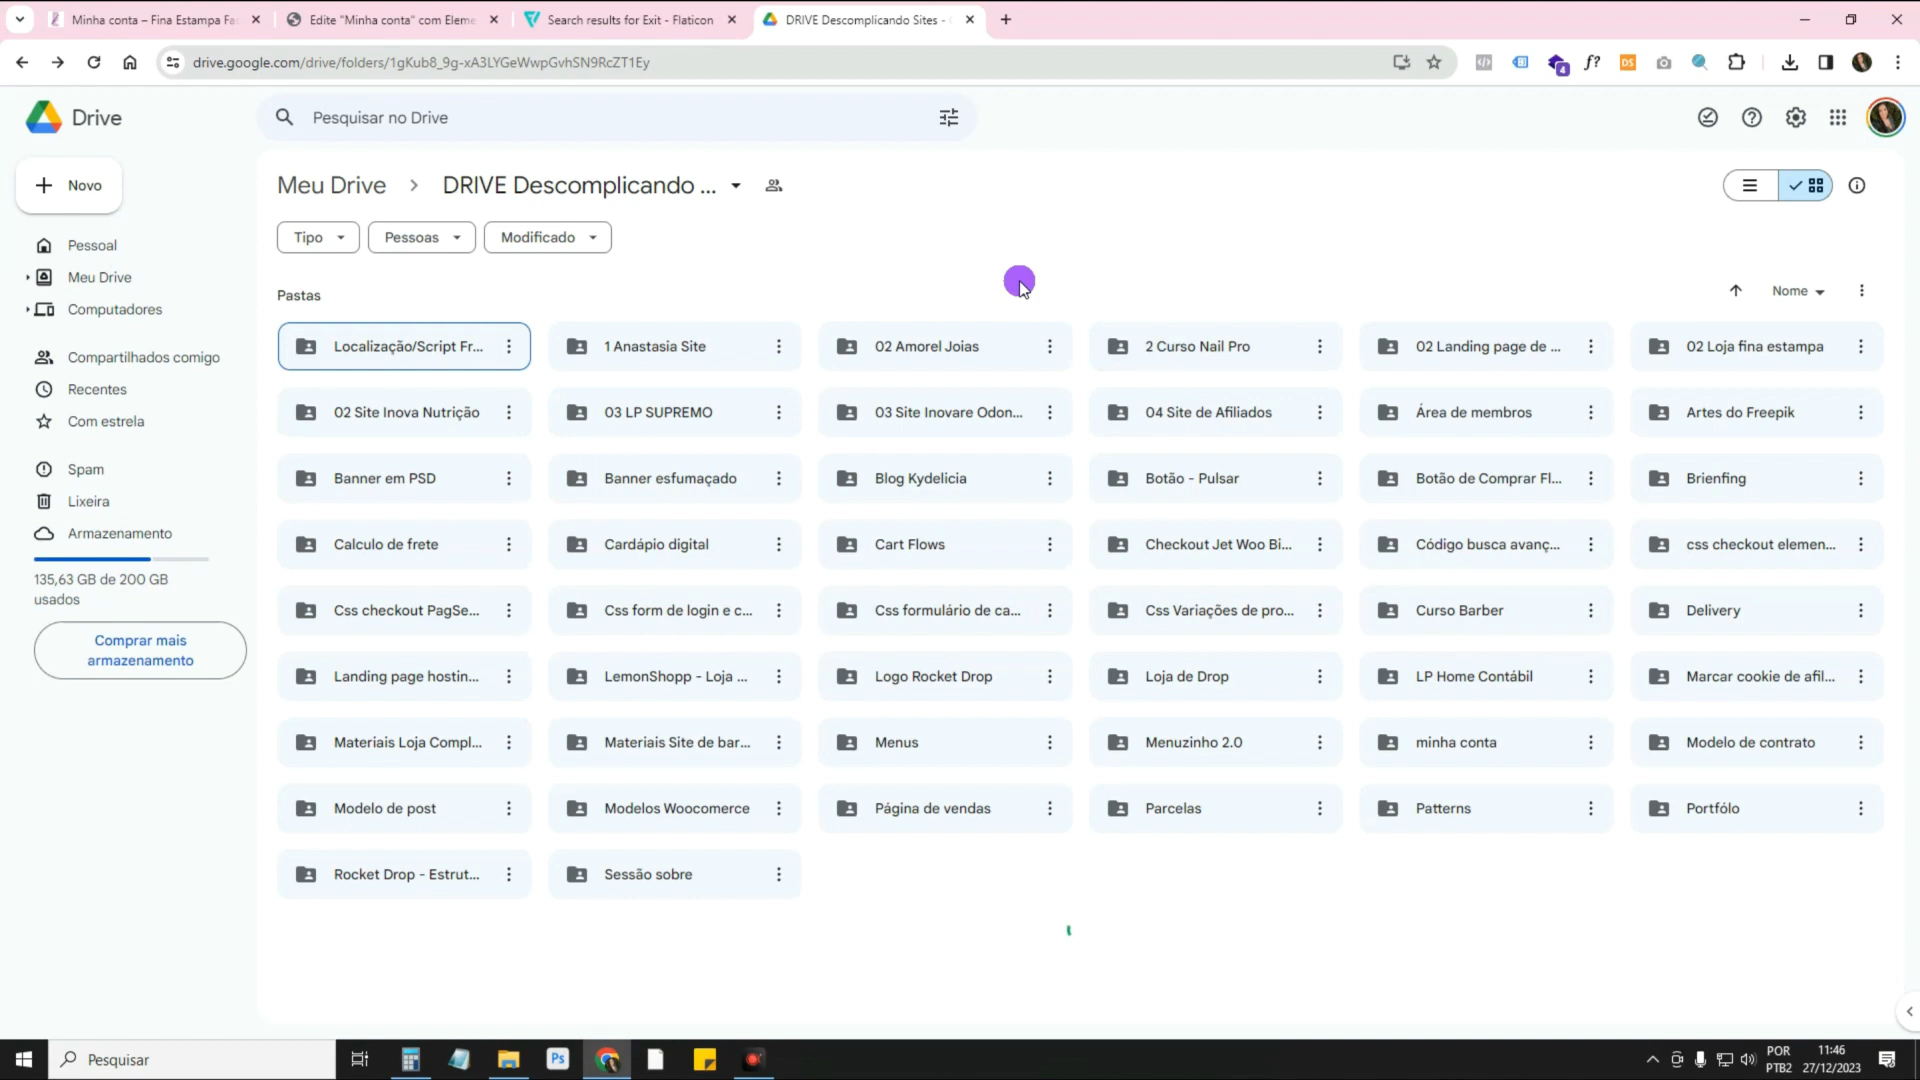 Minha conta – Fina Estampa Fa
Edite "Minha conta" com Eleme
Search results for Exit - Flaticon
DRIVE Descomplicando Sites -
drive.google.com/drive/folders/1gKub8_9g-xA3LYGeWwpGvhSN9RcZT1Ey
4
f?
DS
Drive
Pesquisar no Drive
Novo
Meu Drive
DRIVE Descomplicando ...
Tipo
Pessoas
Modificado
Pessoal
Meu Drive
Computadores
Compartilhados comigo
Recentes
Com estrela
Spam
Lixeira
Armazenamento
135,63 GB de 200 GB
usados
Comprar mais
armazenamento
Pastas
Nome
Localização/Script Fr...
1 Anastasia Site
02 Amorel Joias
2 Curso Nail Pro
02 Landing page de ...
02 Loja fina estampa
02 Site Inova Nutrição
03 LP SUPREMO
03 Site Inovare Odon...
04 Site de Afiliados
Área de membros
Artes do Freepik
Banner em PSD
Banner esfumaçado
Blog Kydelicia
Botão - Pulsar
Botão de Comprar Fl...
Brienfing
Calculo de frete
Cardápio digital
Cart Flows
Checkout Jet Woo Bi...
Código busca avanç...
css checkout elemen...
Css checkout PagSe...
Css form de login e c...
Css formulário de ca...
Css Variações de pro...
Curso Barber
Delivery
Landing page hostin...
LemonShopp - Loja ...
Logo Rocket Drop
Loja de Drop
LP Home Contábil
Marcar cookie de afil...
Materiais Loja Compl...
Materiais Site de bar...
Menus
Menuzinho 2.0
minha conta
Modelo de contrato
Modelo de post
Modelos Woocomerce
Página de vendas
Parcelas
Patterns
Portfólo
Rocket Drop - Estrut...
Sessão sobre
Pesquisar
Ps
POR
PTB2
11:46
27/12/2023